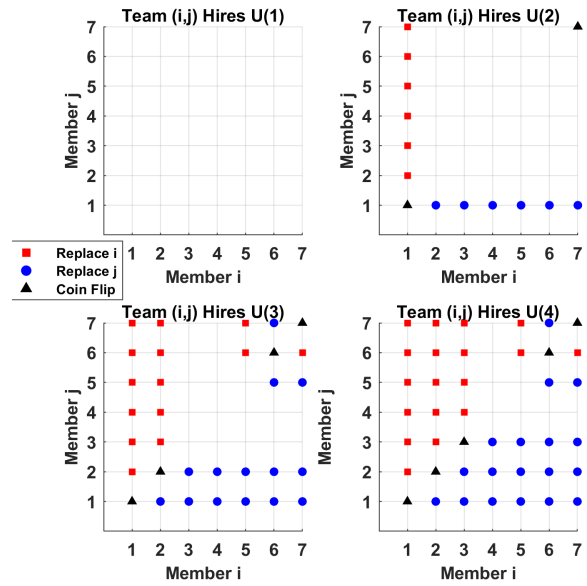 Team (i,j) Hires U(1)
7
6
5
4
3
2
1
Member j
1 2 3 4 5 6 7
Member i
Team (i,j) Hires U(2)
7
6
5
4
3
2
1
Member j
1 2 3 4 5 6 7
Member i
Replace i
Replace j
Coin Flip
Team (i,j) Hires U(3)
7
6
5
4
3
2
1
Member j
1 2 3 4 5 6 7
Member i
Team (i,j) Hires U(4)
7
6
5
4
3
2
1
Member j
1 2 3 4 5 6 7
Member i